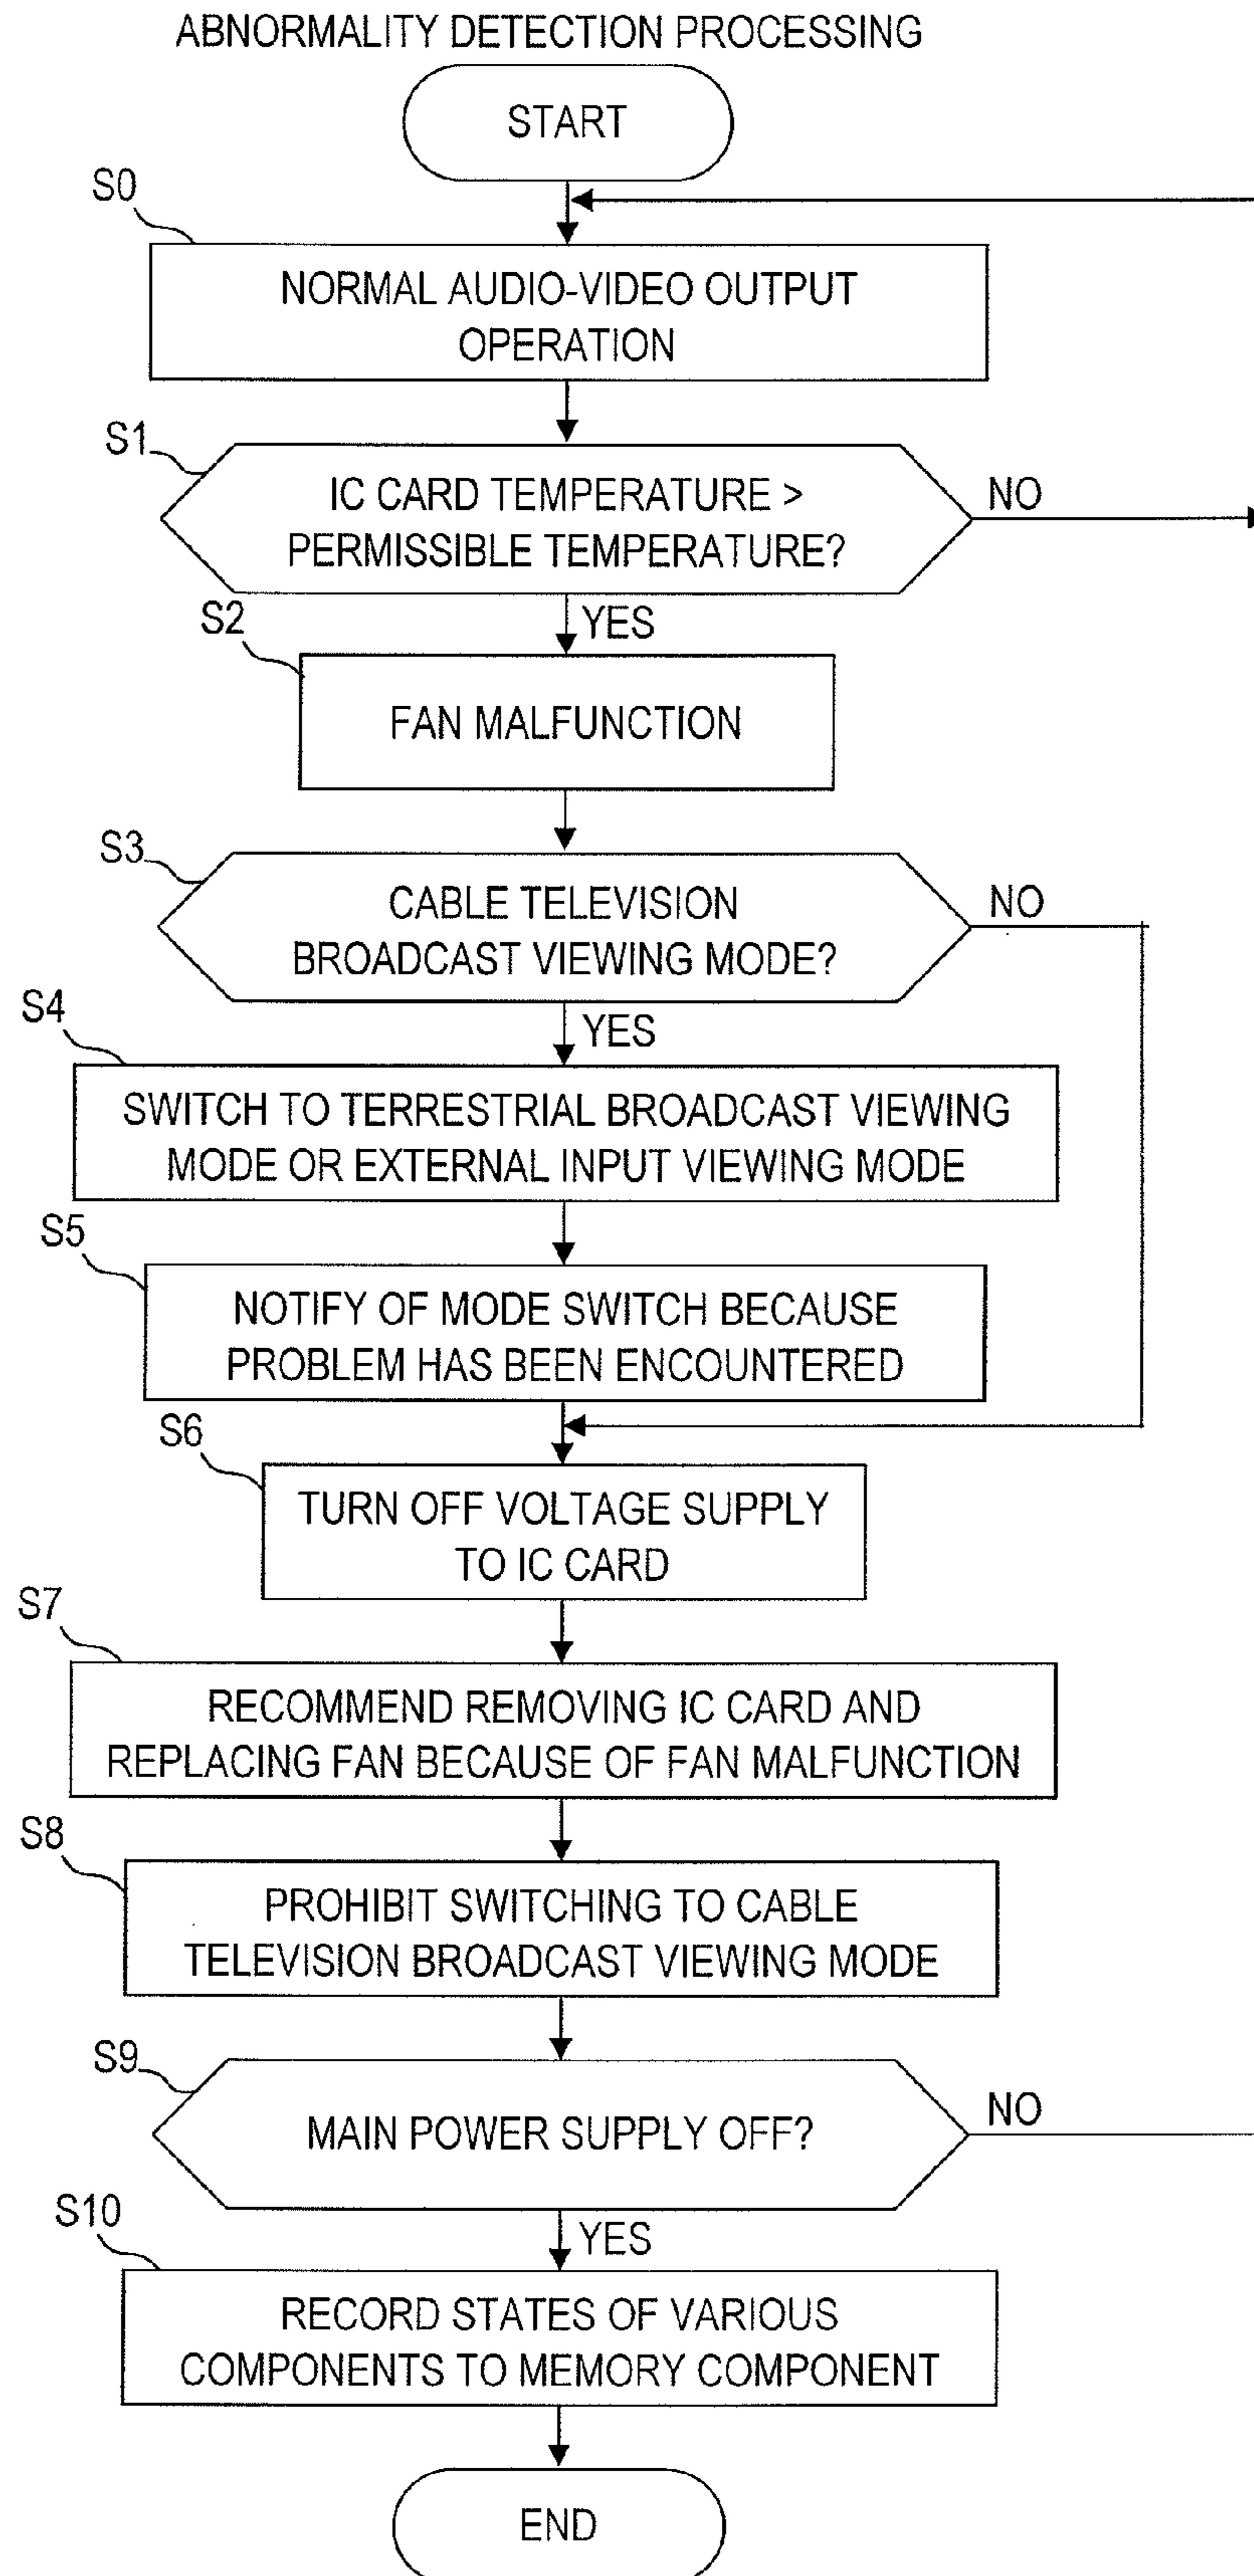 ABNORMALITY DETECTION PROCESSING
START
S0
NORMAL AUDIO-VIDEO OUTPUT
OPERATION
S1
IC CARD TEMPERATURE >
PERMISSIBLE TEMPERATURE?
NO
YES
S2
FAN MALFUNCTION
S3
CABLE TELEVISION
BROADCAST VIEWING MODE?
NO
YES
S4
SWITCH TO TERRESTRIAL BROADCAST VIEWING
MODE OR EXTERNAL INPUT VIEWING MODE
S5
NOTIFY OF MODE SWITCH BECAUSE
PROBLEM HAS BEEN ENCOUNTERED
S6
TURN OFF VOLTAGE SUPPLY
TO IC CARD
S7
RECOMMEND REMOVING IC CARD AND
REPLACING FAN BECAUSE OF FAN MALFUNCTION
S8
PROHIBIT SWITCHING TO CABLE
TELEVISION BROADCAST VIEWING MODE
S9
MAIN POWER SUPPLY OFF?
NO
YES
S10
RECORD STATES OF VARIOUS
COMPONENTS TO MEMORY COMPONENT
END